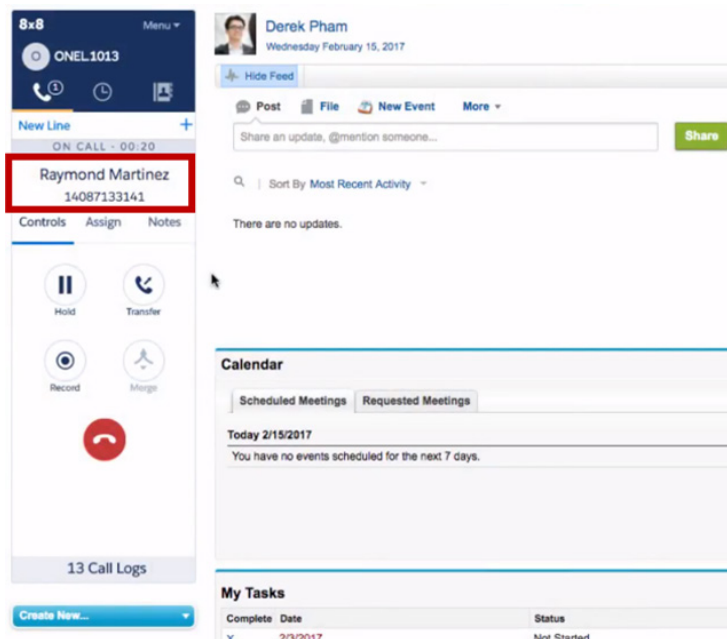 8x8
Menu
O ONEL1013
1
New Line +
ON CALL - 00:20
Raymond Martinez
14087133141
Controls Assign Notes
Hold Transfer
Record Merge
13 Call Logs
Create New...
Derek Pham
Wednesday February 15, 2017
Hide Feed
Post File New Event More
Share an update, @mention someone...
Share
Sort By Most Recent Activity
There are no updates.
Calendar
Scheduled Meetings Requested Meetings
Today 2/15/2017
You have no events scheduled for the next 7 days.
My Tasks
Complete Date Status
X 2/3/2017 Not Started